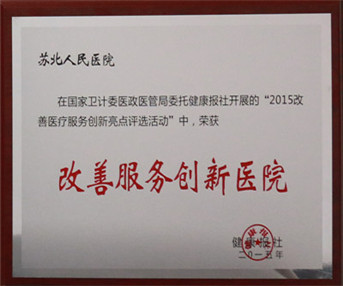 苏北人民医院
在国家卫计委医政医管局委托健康报社开展的“2015改
善医疗服务创新亮点评选活动”中，荣获
改善服务创新医院
健康报社
二〇一五年